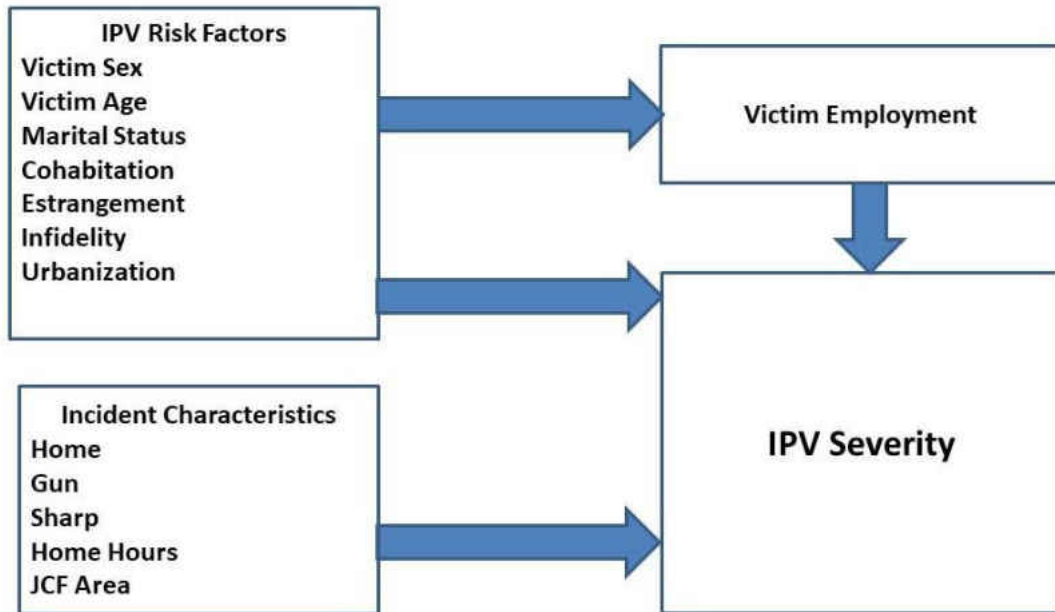 IPV Risk Factors
Victim Sex
Victim Age
Marital Status
Cohabitation
Estrangement
Infidelity
Urbanization
Victim Employment
Incident Characteristics
Home
Gun
Sharp
Home Hours
JCF Area
IPV Severity